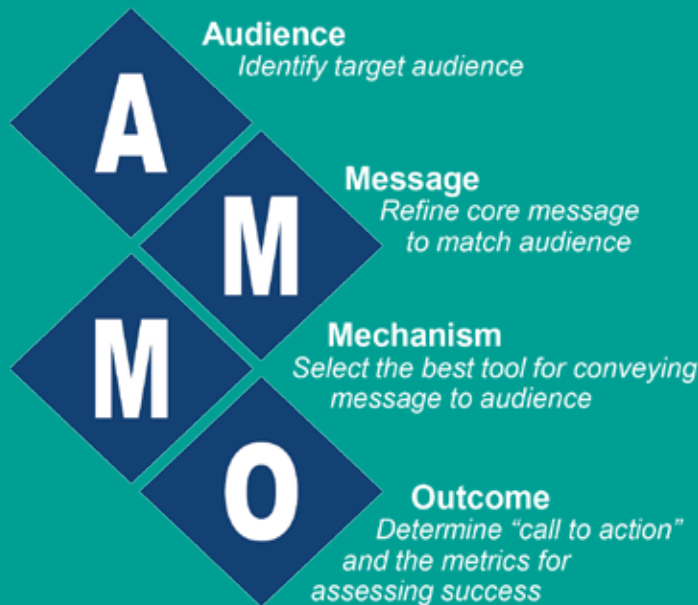 A
Audience
Identify target audience
M
Message
Refine core message
to match audience
M
Mechanism
Select the best tool for conveying
message to audience
O
Outcome
Determine “call to action”
and the metrics for
assessing success